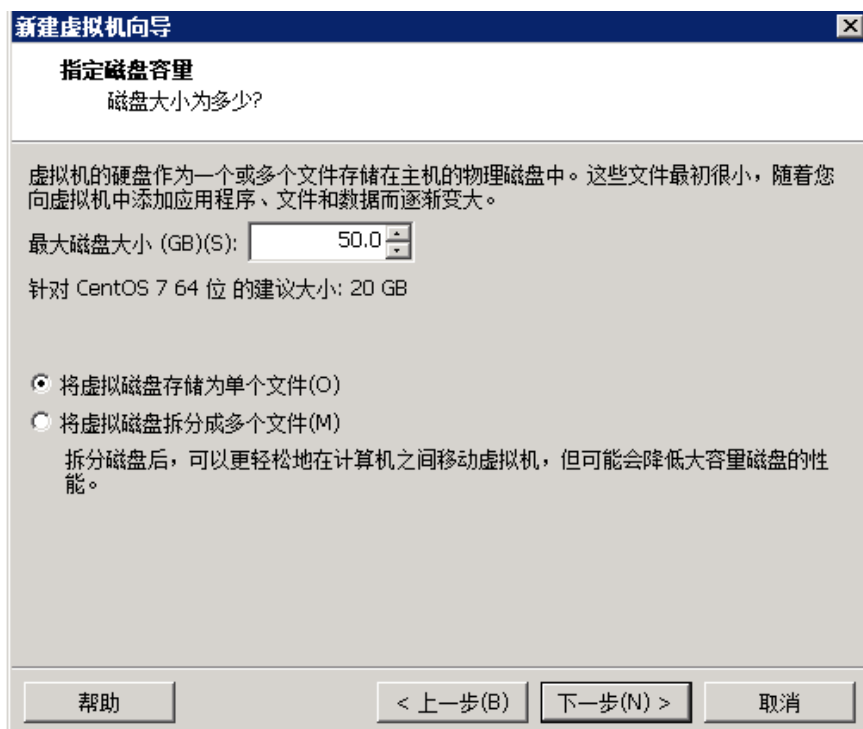 新建虚拟机向导
指定磁盘容量
磁盘大小为多少?
虚拟机的硬盘作为一个或多个文件存储在主机的物理磁盘中。这些文件最初很小，随着您
向虚拟机中添加应用程序、文件和数据而逐渐变大。
最大磁盘大小 (GB)(S): 50.0
针对 CentOS 7 64 位 的建议大小: 20 GB
将虚拟磁盘存储为单个文件(O)
将虚拟磁盘拆分成多个文件(M)
拆分磁盘后，可以更轻松地在计算机之间移动虚拟机，但可能会降低大容量磁盘的性
能。
帮助 < 上一步(B) 下一步(N) > 取消